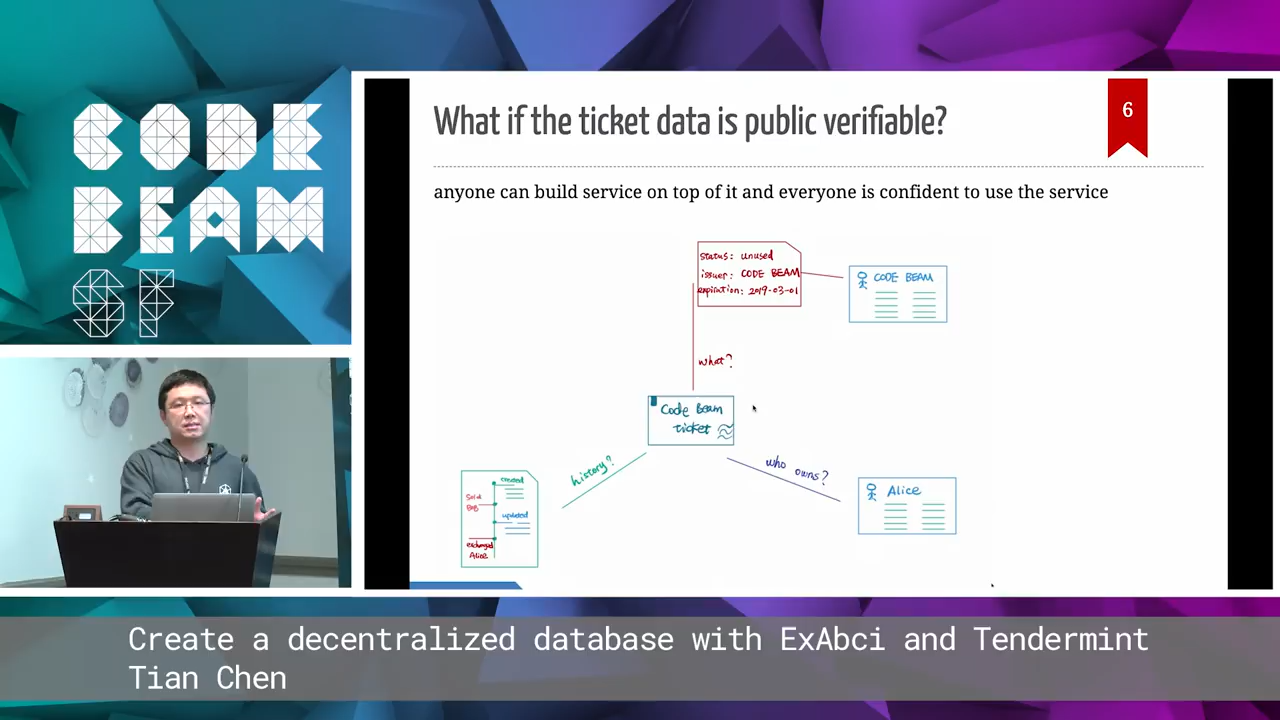 CODE
BEAM
SF
What if the ticket data is public verifiable?
6
anyone can build service on top of it and everyone is confident to use the service
status: unused
issuer: CODE BEAM
expiration: 2019-03-01
CODE BEAM
what?
Code Beam
ticket
history?
who owns?
created
Sold
updated
exchanged
Alice
Alice
Create a decentralized database with ExAbci and Tendermint
Tian Chen